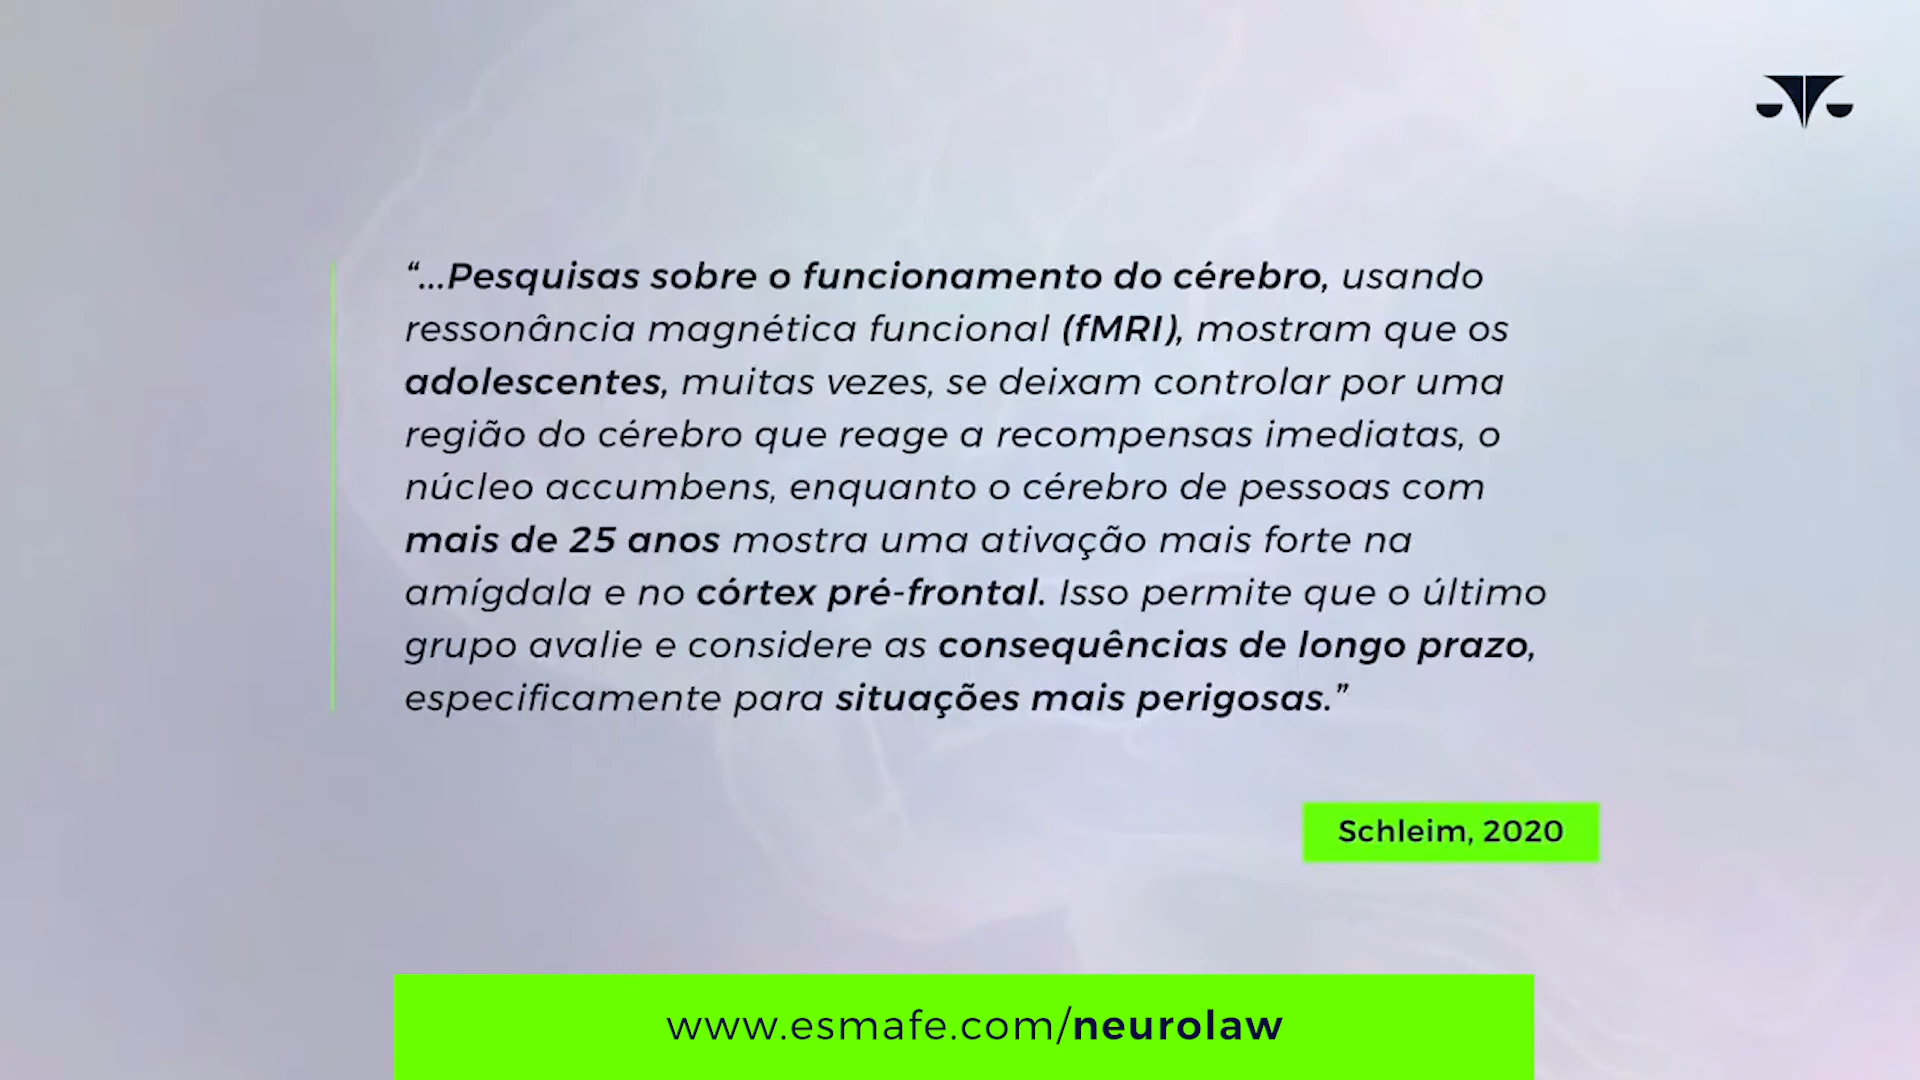 “...Pesquisas sobre o funcionamento do cérebro, usando
ressonância magnética funcional (fMRI), mostram que os
adolescentes, muitas vezes, se deixam controlar por uma
região do cérebro que reage a recompensas imediatas, o
núcleo accumbens, enquanto o cérebro de pessoas com
mais de 25 anos mostra uma ativação mais forte na
amígdala e no córtex pré-frontal. Isso permite que o último
grupo avalie e considere as consequências de longo prazo,
especificamente para situações mais perigosas.”
Schleim, 2020
www.esmafe.com/neurolaw